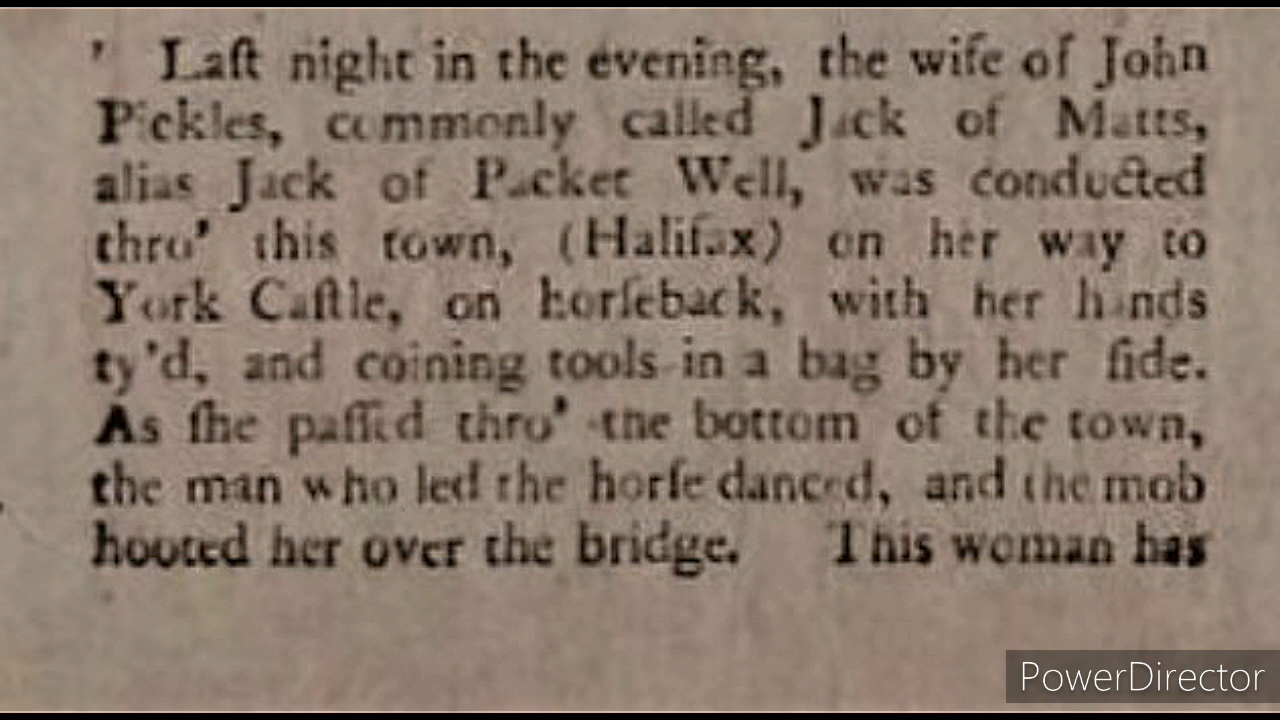 ' Laſt night in the evening, the wife of John
Pickles, commonly called Jack of Matts,
alias Jack of Packet Well, was conducted
thro' this town, (Halifax) on her way to
York Caſtle, on horſeback, with her hands
ty'd, and coining tools in a bag by her ſide.
As ſhe paſſed thro' the bottom of the town,
the man who led the horſe danced, and the mob
hooted her over the bridge. This woman has
PowerDirector